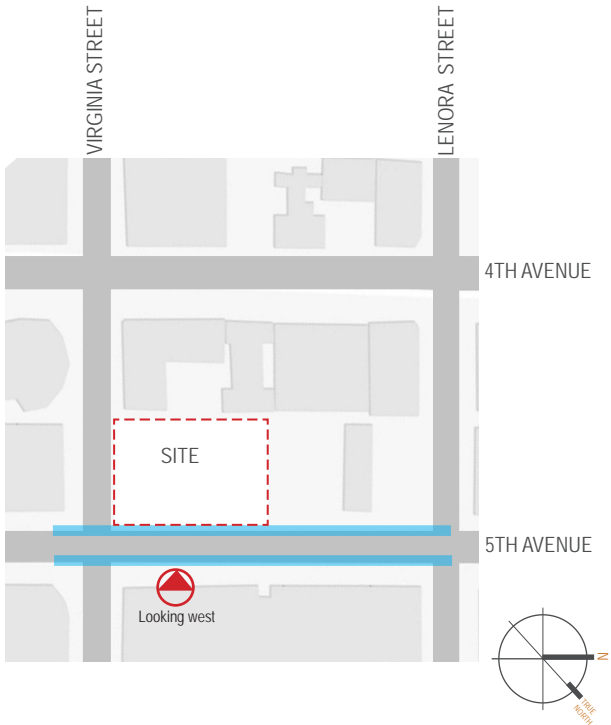 VIRGINIA STREET
LENORA STREET
4TH AVENUE
SITE
5TH AVENUE
Looking west
N
TRUE
NORTH